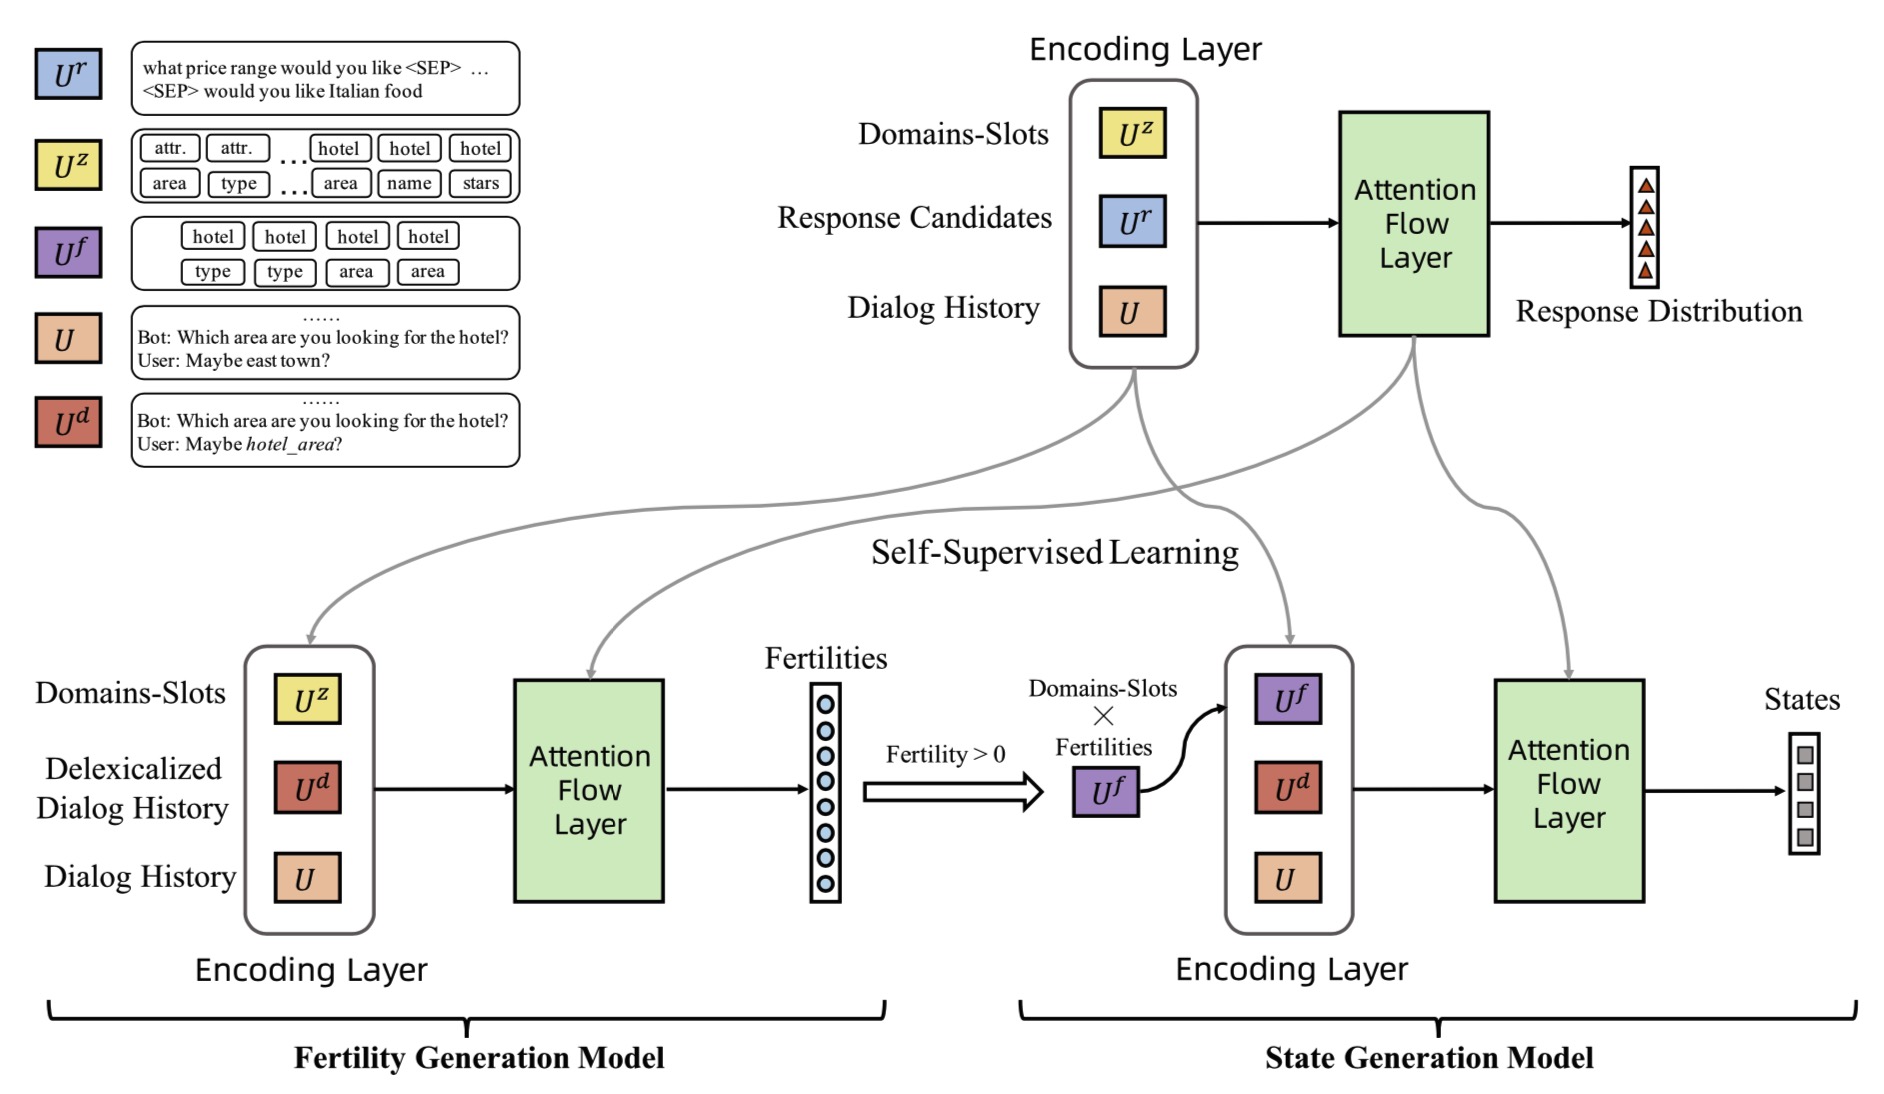 U^r
what price range would you like <SEP> ...
<SEP> would you like Italian food
U^z
attr. attr. ... hotel hotel hotel
area type ... area name stars
U^f
hotel hotel hotel hotel
type type area area
U
......
Bot: Which area are you looking for the hotel?
User: Maybe east town?
U^d
......
Bot: Which area are you looking for the hotel?
User: Maybe hotel_area?
Encoding Layer
Domains-Slots
U^z
Response Candidates
U^r
Dialog History
U
Attention
Flow
Layer
Response Distribution
Self-Supervised Learning
Domains-Slots
U^z
Delexicalized
Dialog History
U^d
Dialog History
U
Encoding Layer
Attention
Flow
Layer
Fertilities
Fertility > 0
Domains-Slots
×
Fertilities
U^f
U^f
U^d
U
Encoding Layer
Attention
Flow
Layer
States
Fertility Generation Model
State Generation Model